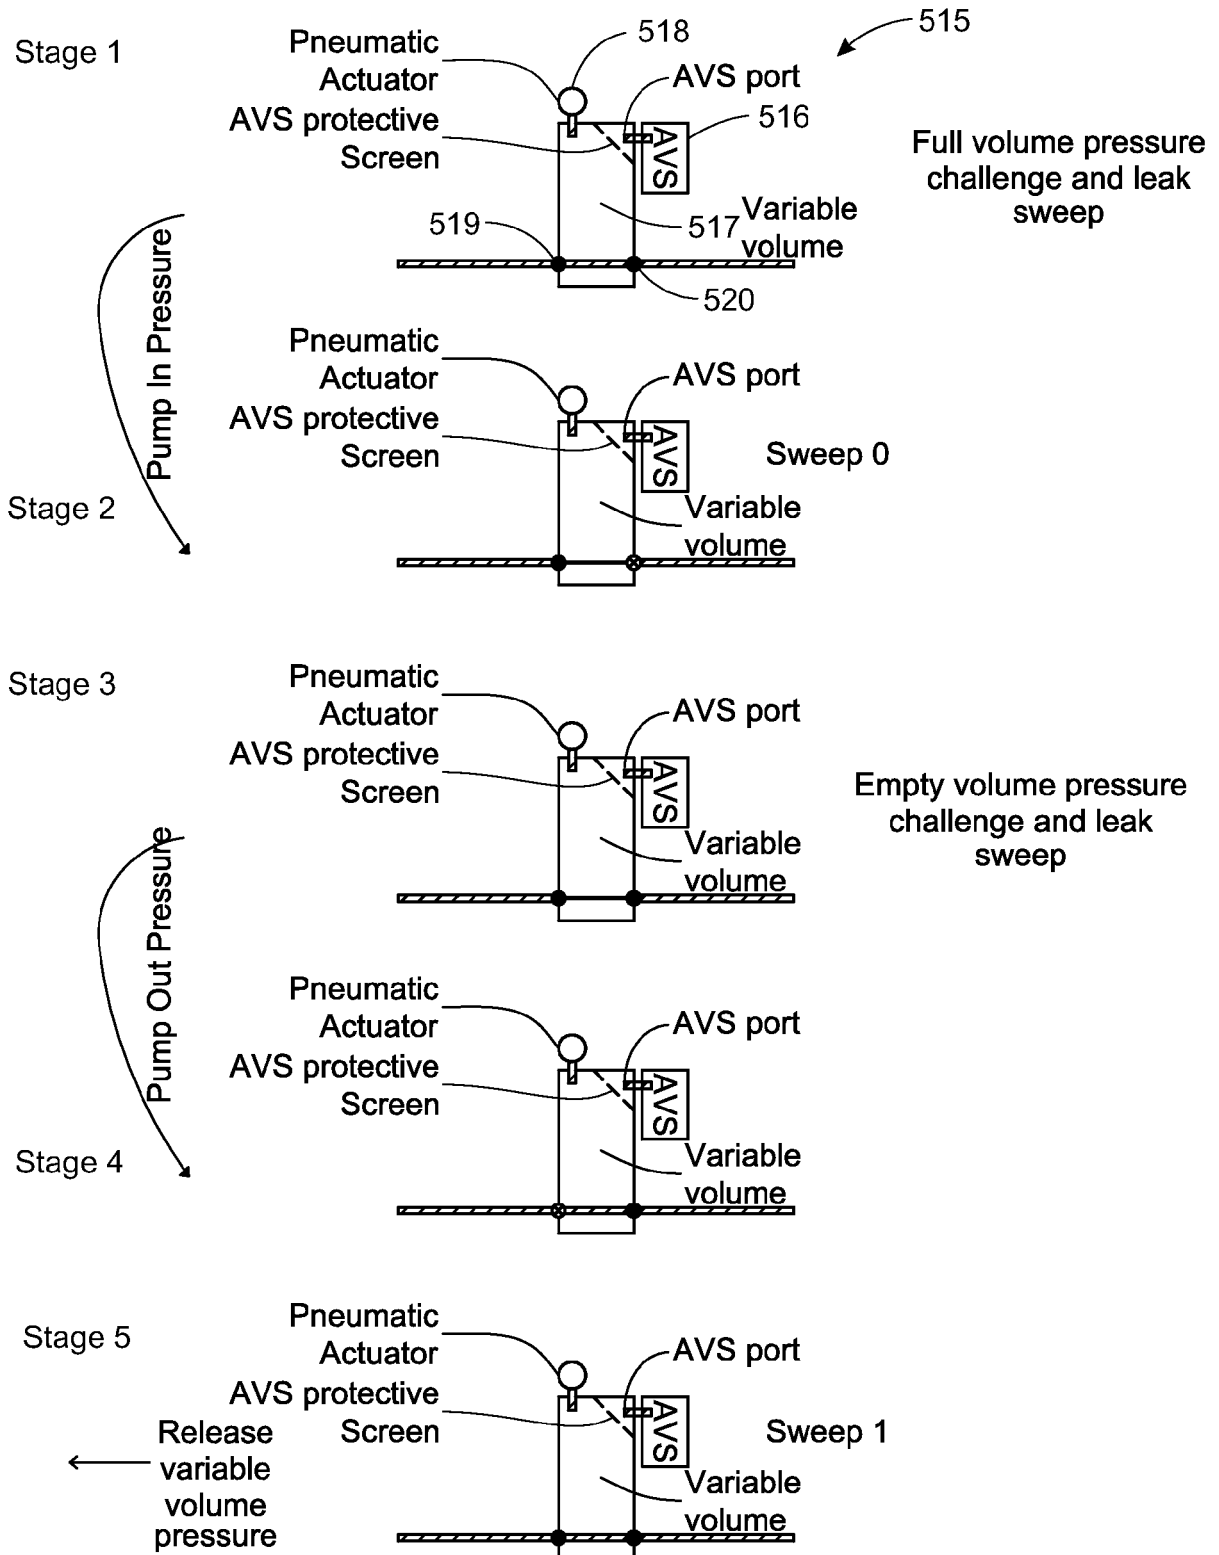 Stage 1
Pneumatic
Actuator
AVS protective
Screen
518
AVS port
515
516
AVS
Full volume pressure
challenge and leak
sweep
519
517
Variable
volume
520
Pump In Pressure
Stage 2
Pneumatic
Actuator
AVS protective
Screen
AVS port
AVS
Sweep 0
Variable
volume
Stage 3
Pneumatic
Actuator
AVS protective
Screen
AVS port
AVS
Variable
volume
Empty volume pressure
challenge and leak
sweep
Pump Out Pressure
Stage 4
Pneumatic
Actuator
AVS protective
Screen
AVS port
AVS
Variable
volume
Stage 5
Pneumatic
Actuator
AVS protective
Screen
AVS port
AVS
Sweep 1
Variable
volume
Release
variable
volume
pressure